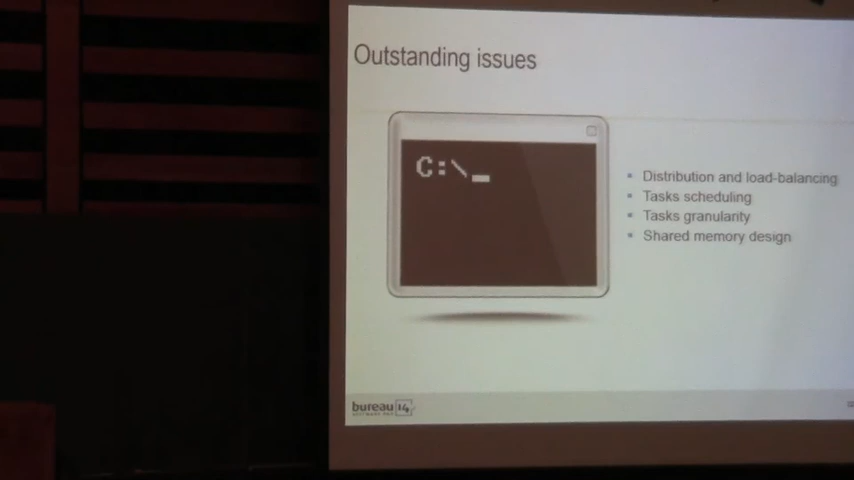 Outstanding issues
C:\_
Distribution and load-balancing
Tasks scheduling
Tasks granularity
Shared memory design
bureau 14